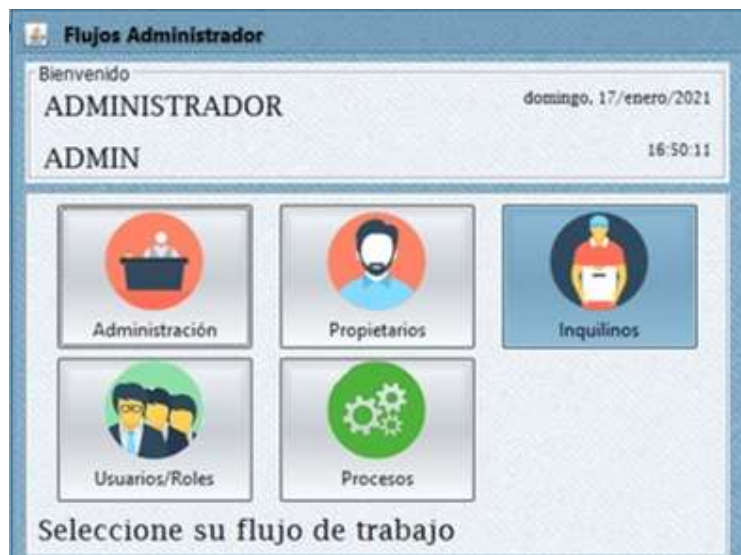 Flujos Administrador
Bienvenido
ADMINISTRADOR
domingo, 17/enero/2021
ADMIN
16:50:11
Administración
Propietarios
Inquilinos
Usuarios/Roles
Procesos
Seleccione su flujo de trabajo